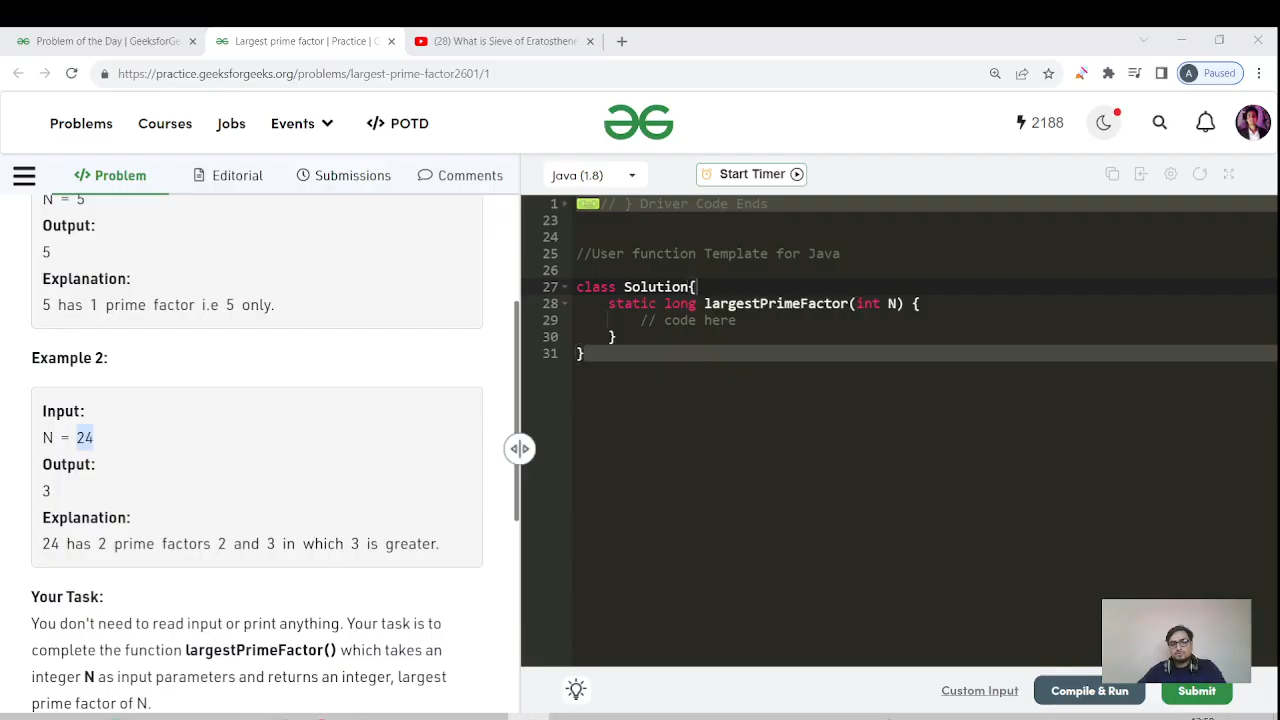 Problem of the Day | GeeksforGe
Largest prime factor | Practice | G
(28) What is Sieve of Eratosthene
https://practice.geeksforgeeks.org/problems/largest-prime-factor2601/1
A Paused
Problems Courses Jobs Events </> POTD
2188
</> Problem Editorial Submissions Comments
Java (1.8)
Start Timer
N = 5
Output:
5
Explanation:
5 has 1 prime factor i.e 5 only.
Example 2:
Input:
N = 24
Output:
3
Explanation:
24 has 2 prime factors 2 and 3 in which 3 is greater.
Your Task:
You don't need to read input or print anything. Your task is to
complete the function largestPrimeFactor() which takes an
integer N as input parameters and returns an integer, largest
prime factor of N.
1 // } Driver Code Ends
23
24
25 //User function Template for Java
26
27 class Solution{
28 static long largestPrimeFactor(int N) {
29 // code here
30 }
31 }
Custom Input Compile & Run Submit